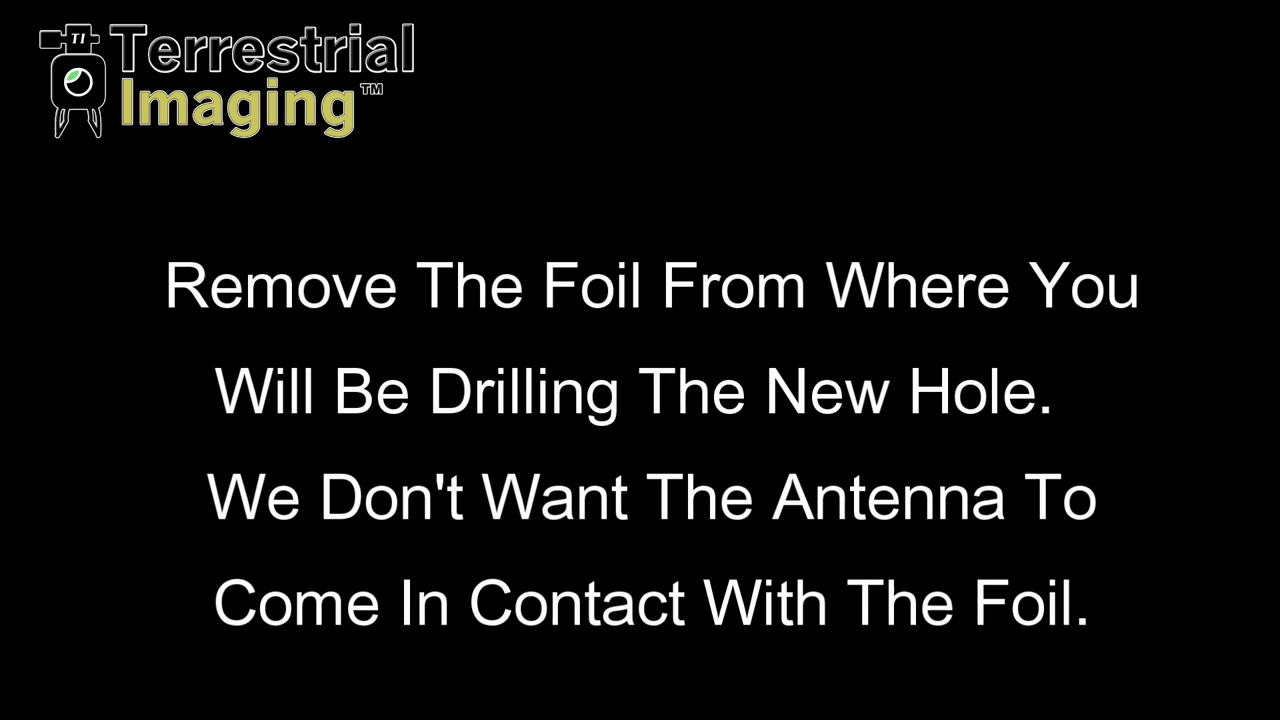 TI
Terrestrial
Imaging™
Remove The Foil From Where You
Will Be Drilling The New Hole.
We Don't Want The Antenna To
Come In Contact With The Foil.